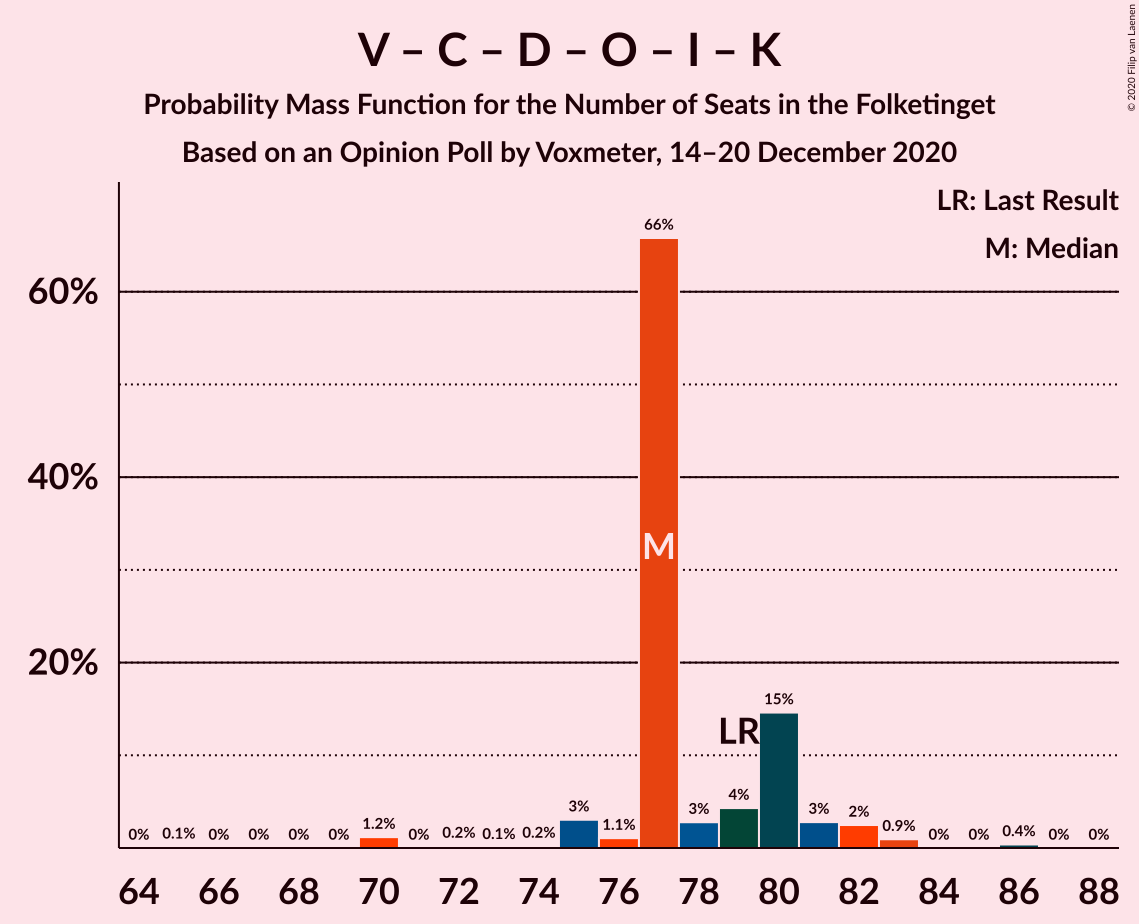 V – C – D – O – I – K
Probability Mass Function for the Number of Seats in the Folketinget
Based on an Opinion Poll by Voxmeter, 14–20 December 2020
© 2020 Filip van Laenen
LR: Last Result
M: Median
60%
40%
20%
0% 0.1% 0% 0% 0% 0% 1.2% 0% 0.2% 0.1% 0.2% 3% 1.1% 66% 3% 4% 15% 3% 2% 0.9% 0% 0% 0.4% 0% 0%
M
LR
64 66 68 70 72 74 76 78 80 82 84 86 88